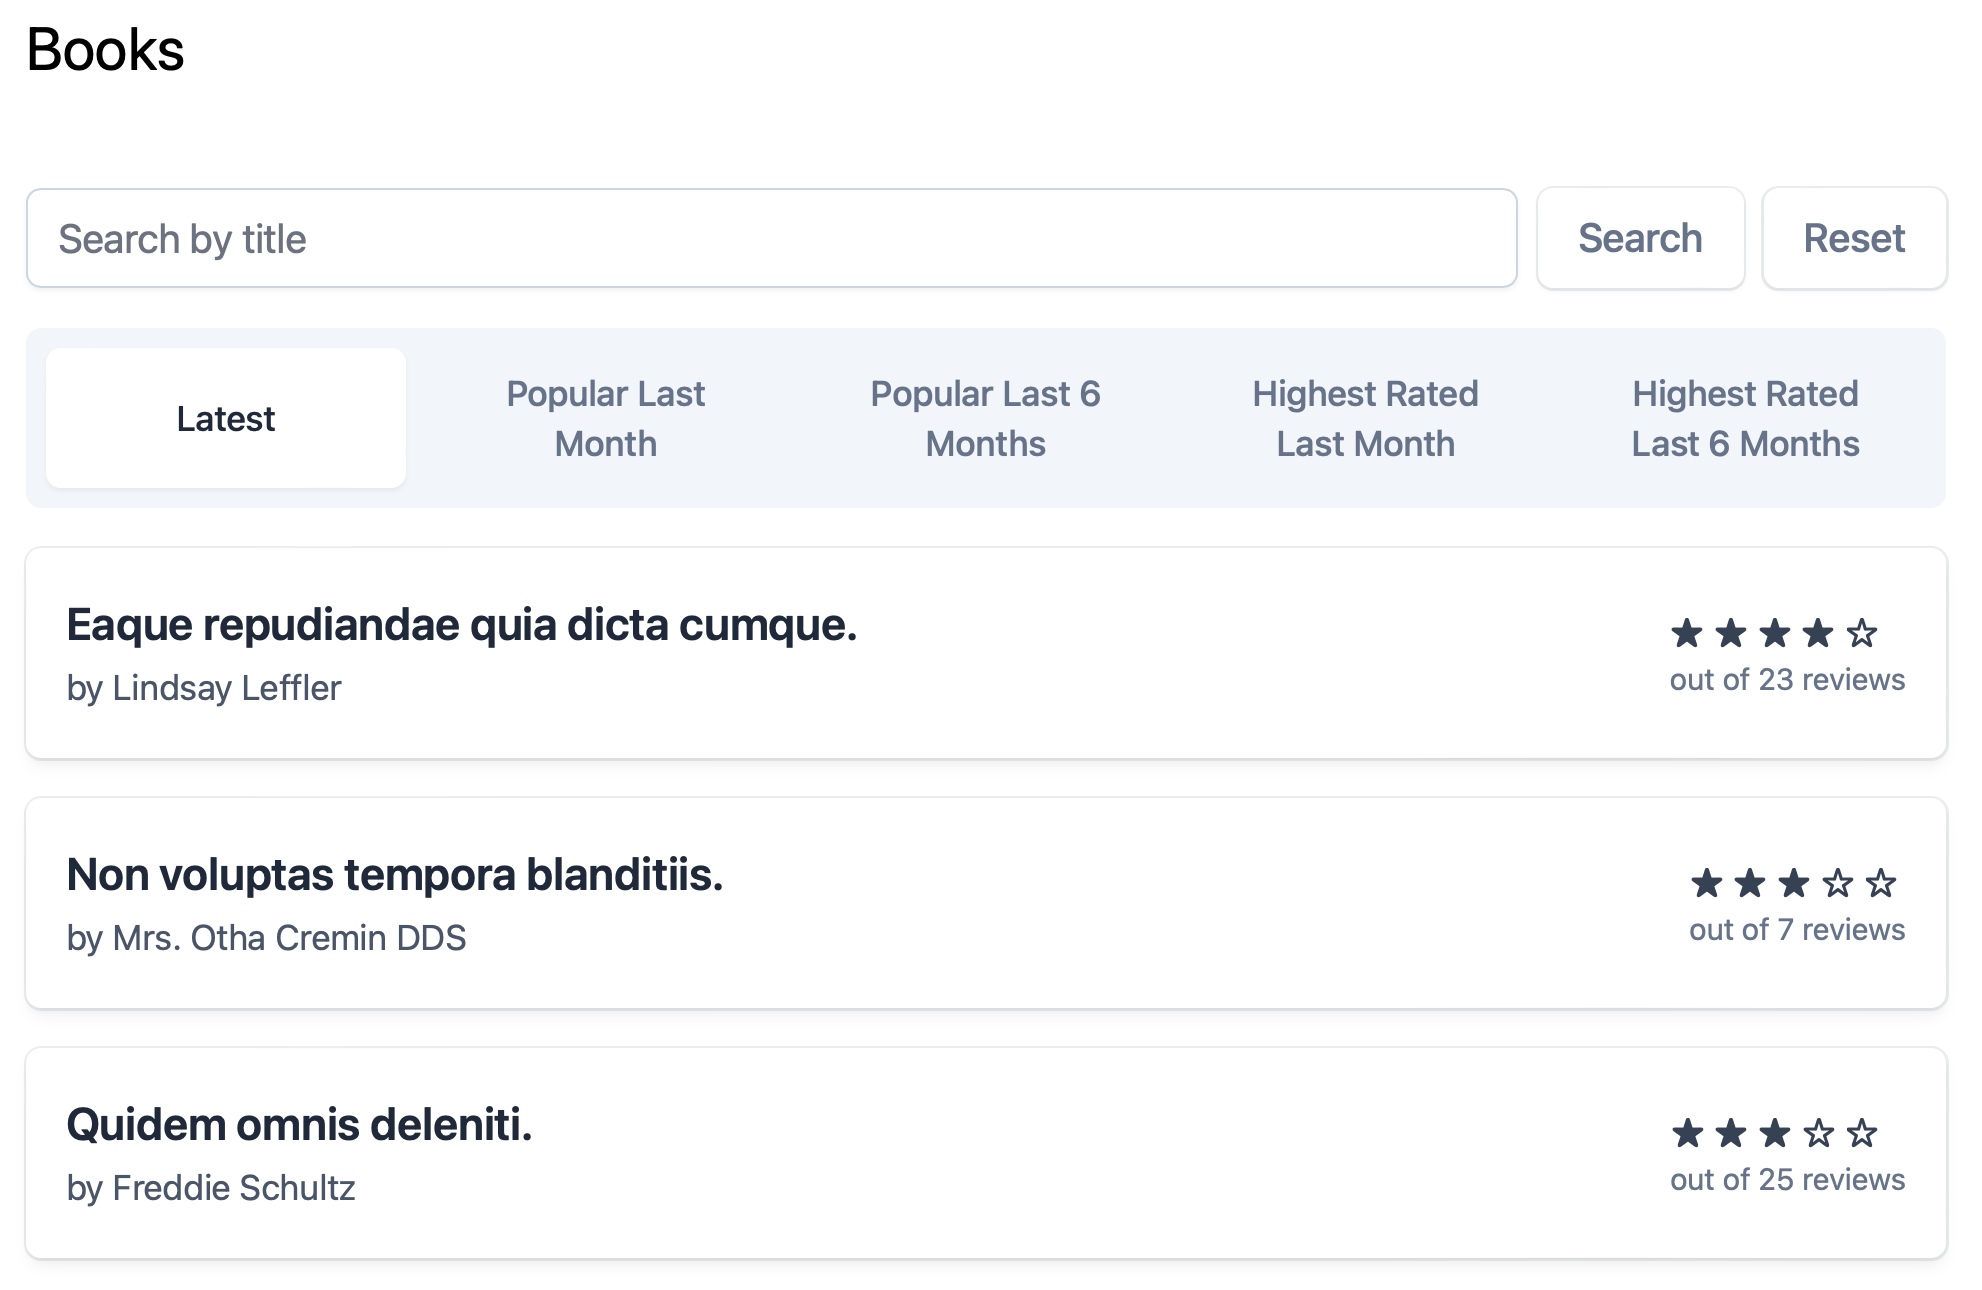 Books
Search by title
Search
Reset
Latest
Popular Last
Month
Popular Last 6
Months
Highest Rated
Last Month
Highest Rated
Last 6 Months
Eaque repudiandae quia dicta cumque.
by Lindsay Leffler
★★★★☆
out of 23 reviews
Non voluptas tempora blanditiis.
by Mrs. Otha Cremin DDS
★★★☆☆
out of 7 reviews
Quidem omnis deleniti.
by Freddie Schultz
★★★☆☆
out of 25 reviews